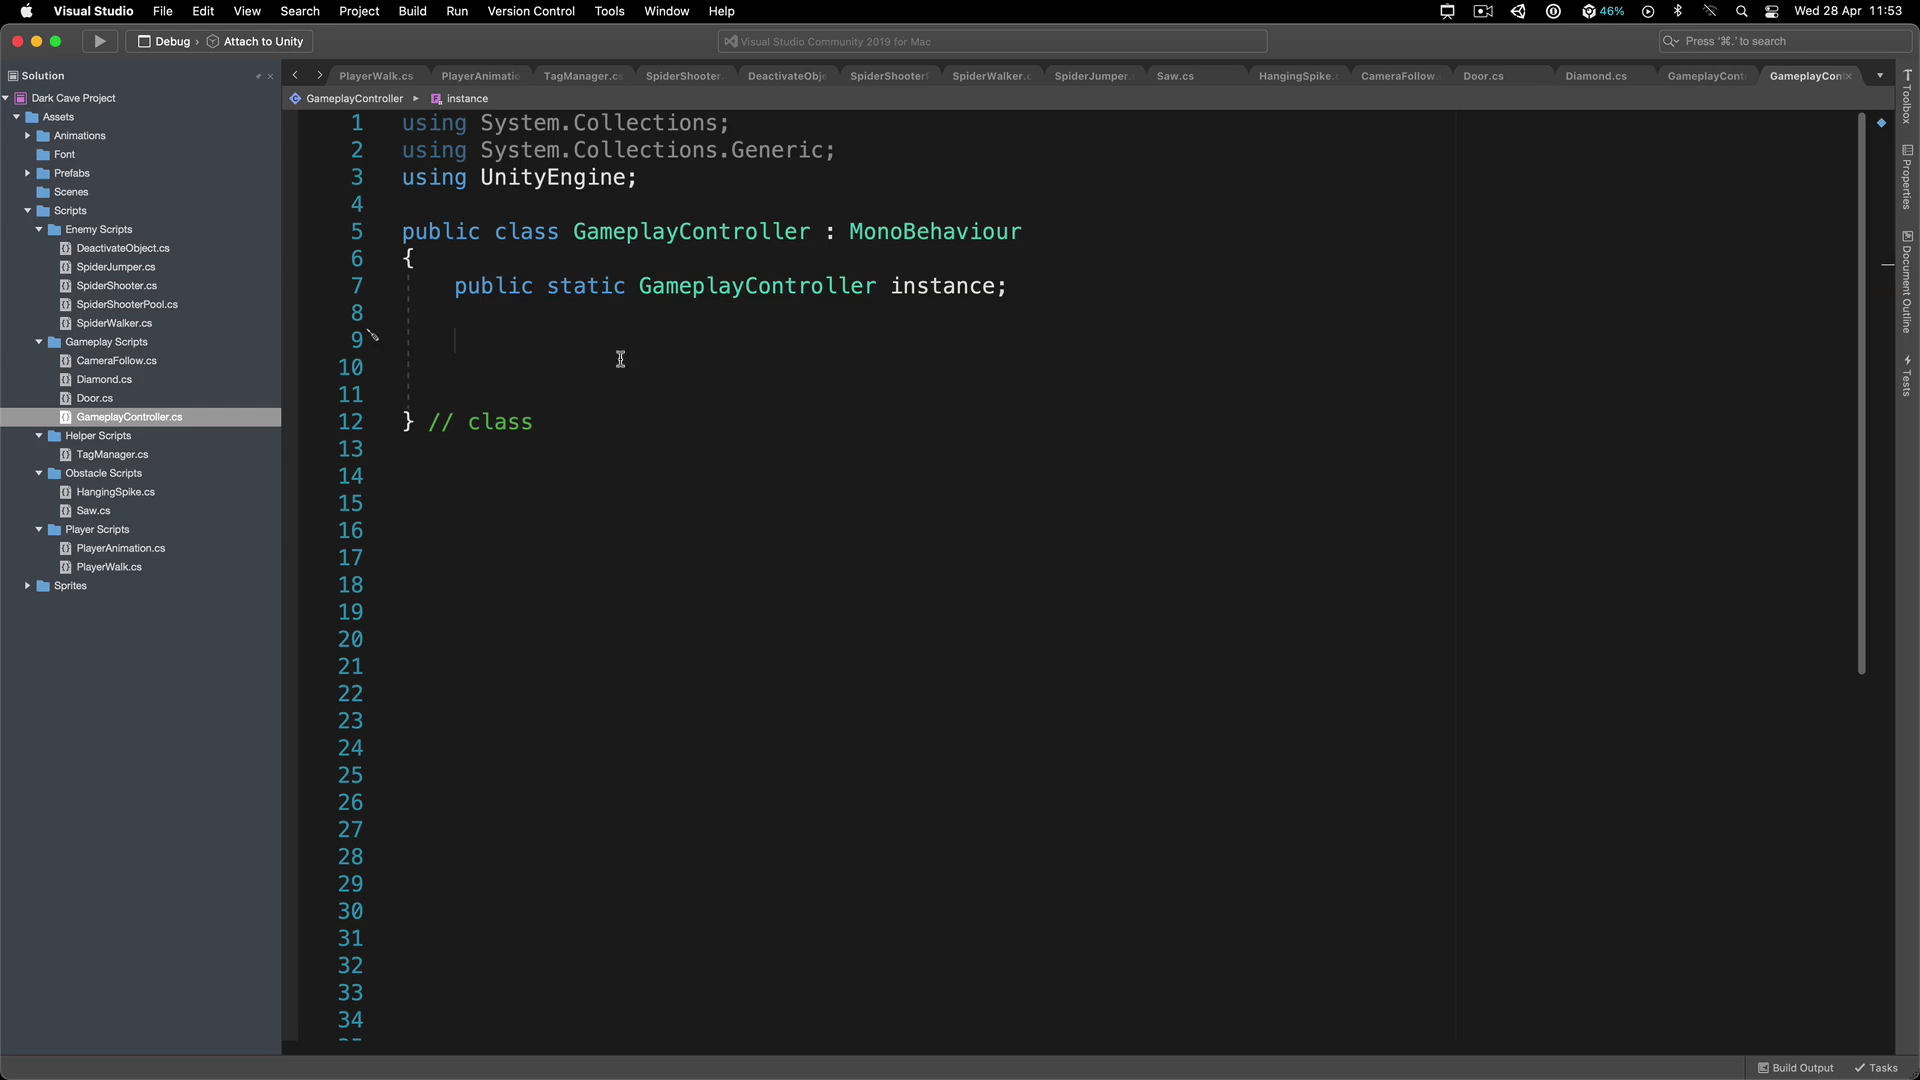 Visual Studio File Edit View Search Project Build Run Version Control Tools Window Help 46% Wed 28 Apr 11:53
Debug › Attach to Unity Visual Studio Community 2019 for Mac Press '⌘.' to search
Solution
PlayerWalk.cs PlayerAnimatio TagManager.cs SpiderShooter. DeactivateObje SpiderShooterP SpiderWalker.c SpiderJumper. Saw.cs HangingSpike. CameraFollow. Door.cs Diamond.cs GameplayCont GameplayCon
GameplayController ▸ instance
Dark Cave Project
Assets
Animations
Font
Prefabs
Scenes
Scripts
Enemy Scripts
DeactivateObject.cs
SpiderJumper.cs
SpiderShooter.cs
SpiderShooterPool.cs
SpiderWalker.cs
Gameplay Scripts
CameraFollow.cs
Diamond.cs
Door.cs
GameplayController.cs
Helper Scripts
TagManager.cs
Obstacle Scripts
HangingSpike.cs
Saw.cs
Player Scripts
PlayerAnimation.cs
PlayerWalk.cs
Sprites
1 using System.Collections;
2 using System.Collections.Generic;
3 using UnityEngine;
4
5 public class GameplayController : MonoBehaviour
6 {
7 public static GameplayController instance;
8
9
10
11
12 } // class
13
14
15
16
17
18
19
20
21
22
23
24
25
26
27
28
29
30
31
32
33
34
Toolbox
Properties
Document Outline
Tests
Build Output Tasks